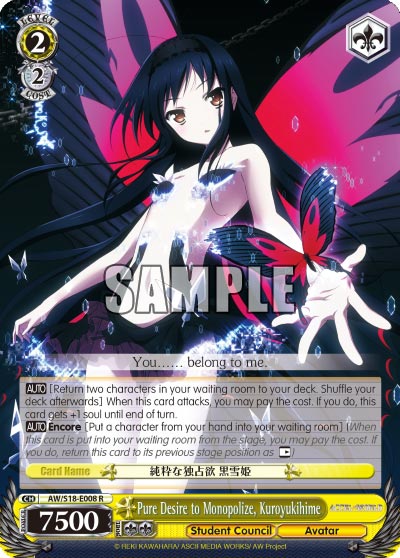 LEVEL
2
2
COST
SAMPLE
You…… belong to me.
AUTO [Return two characters in your waiting room to your deck. Shuffle your
deck afterwards] When this card attacks, you may pay the cost. If you do, this
card gets +1 soul until end of turn.
AUTO Encore [Put a character from your hand into your waiting room] (When
this card is put into your waiting room from the stage, you may pay the cost. If
you do, return this card to its previous stage position as
Card Name 純粋な独占欲 黒雪姫
AW/S18-E008 R
Pure Desire to Monopolize, Kuroyukihime
POWER 7500
SOUL
Student Council Avatar
© REKI KAWAHARA/ ASCII MEDIA WORKS/ AW Project